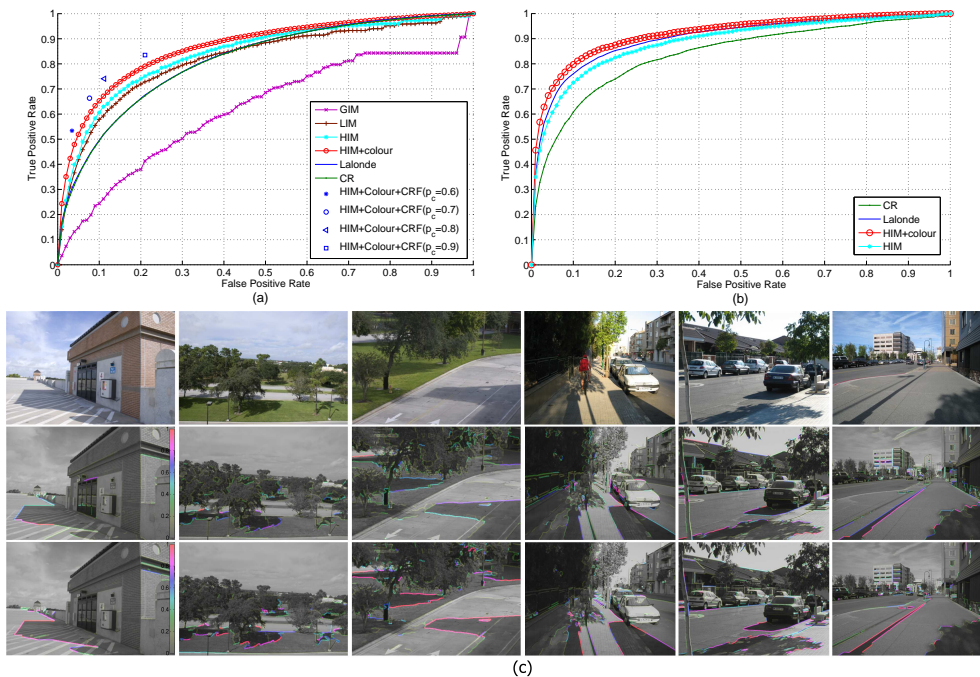 1
0.9
0.8
0.7
0.6
0.5
0.4
0.3
0.2
0.1
0
True Positive Rate
0 0.1 0.2 0.3 0.4 0.5 0.6 0.7 0.8 0.9 1
False Positive Rate
(a)
GIM
LIM
HIM
HIM+colour
Lalonde
CR
HIM+Colour+CRF(p_c=0.6)
HIM+Colour+CRF(p_c=0.7)
HIM+Colour+CRF(p_c=0.8)
HIM+Colour+CRF(p_c=0.9)
1
0.9
0.8
0.7
0.6
0.5
0.4
0.3
0.2
0.1
0
True Positive Rate
0 0.1 0.2 0.3 0.4 0.5 0.6 0.7 0.8 0.9 1
False Positive Rate
(b)
CR
Lalonde
HIM+colour
HIM
(c)